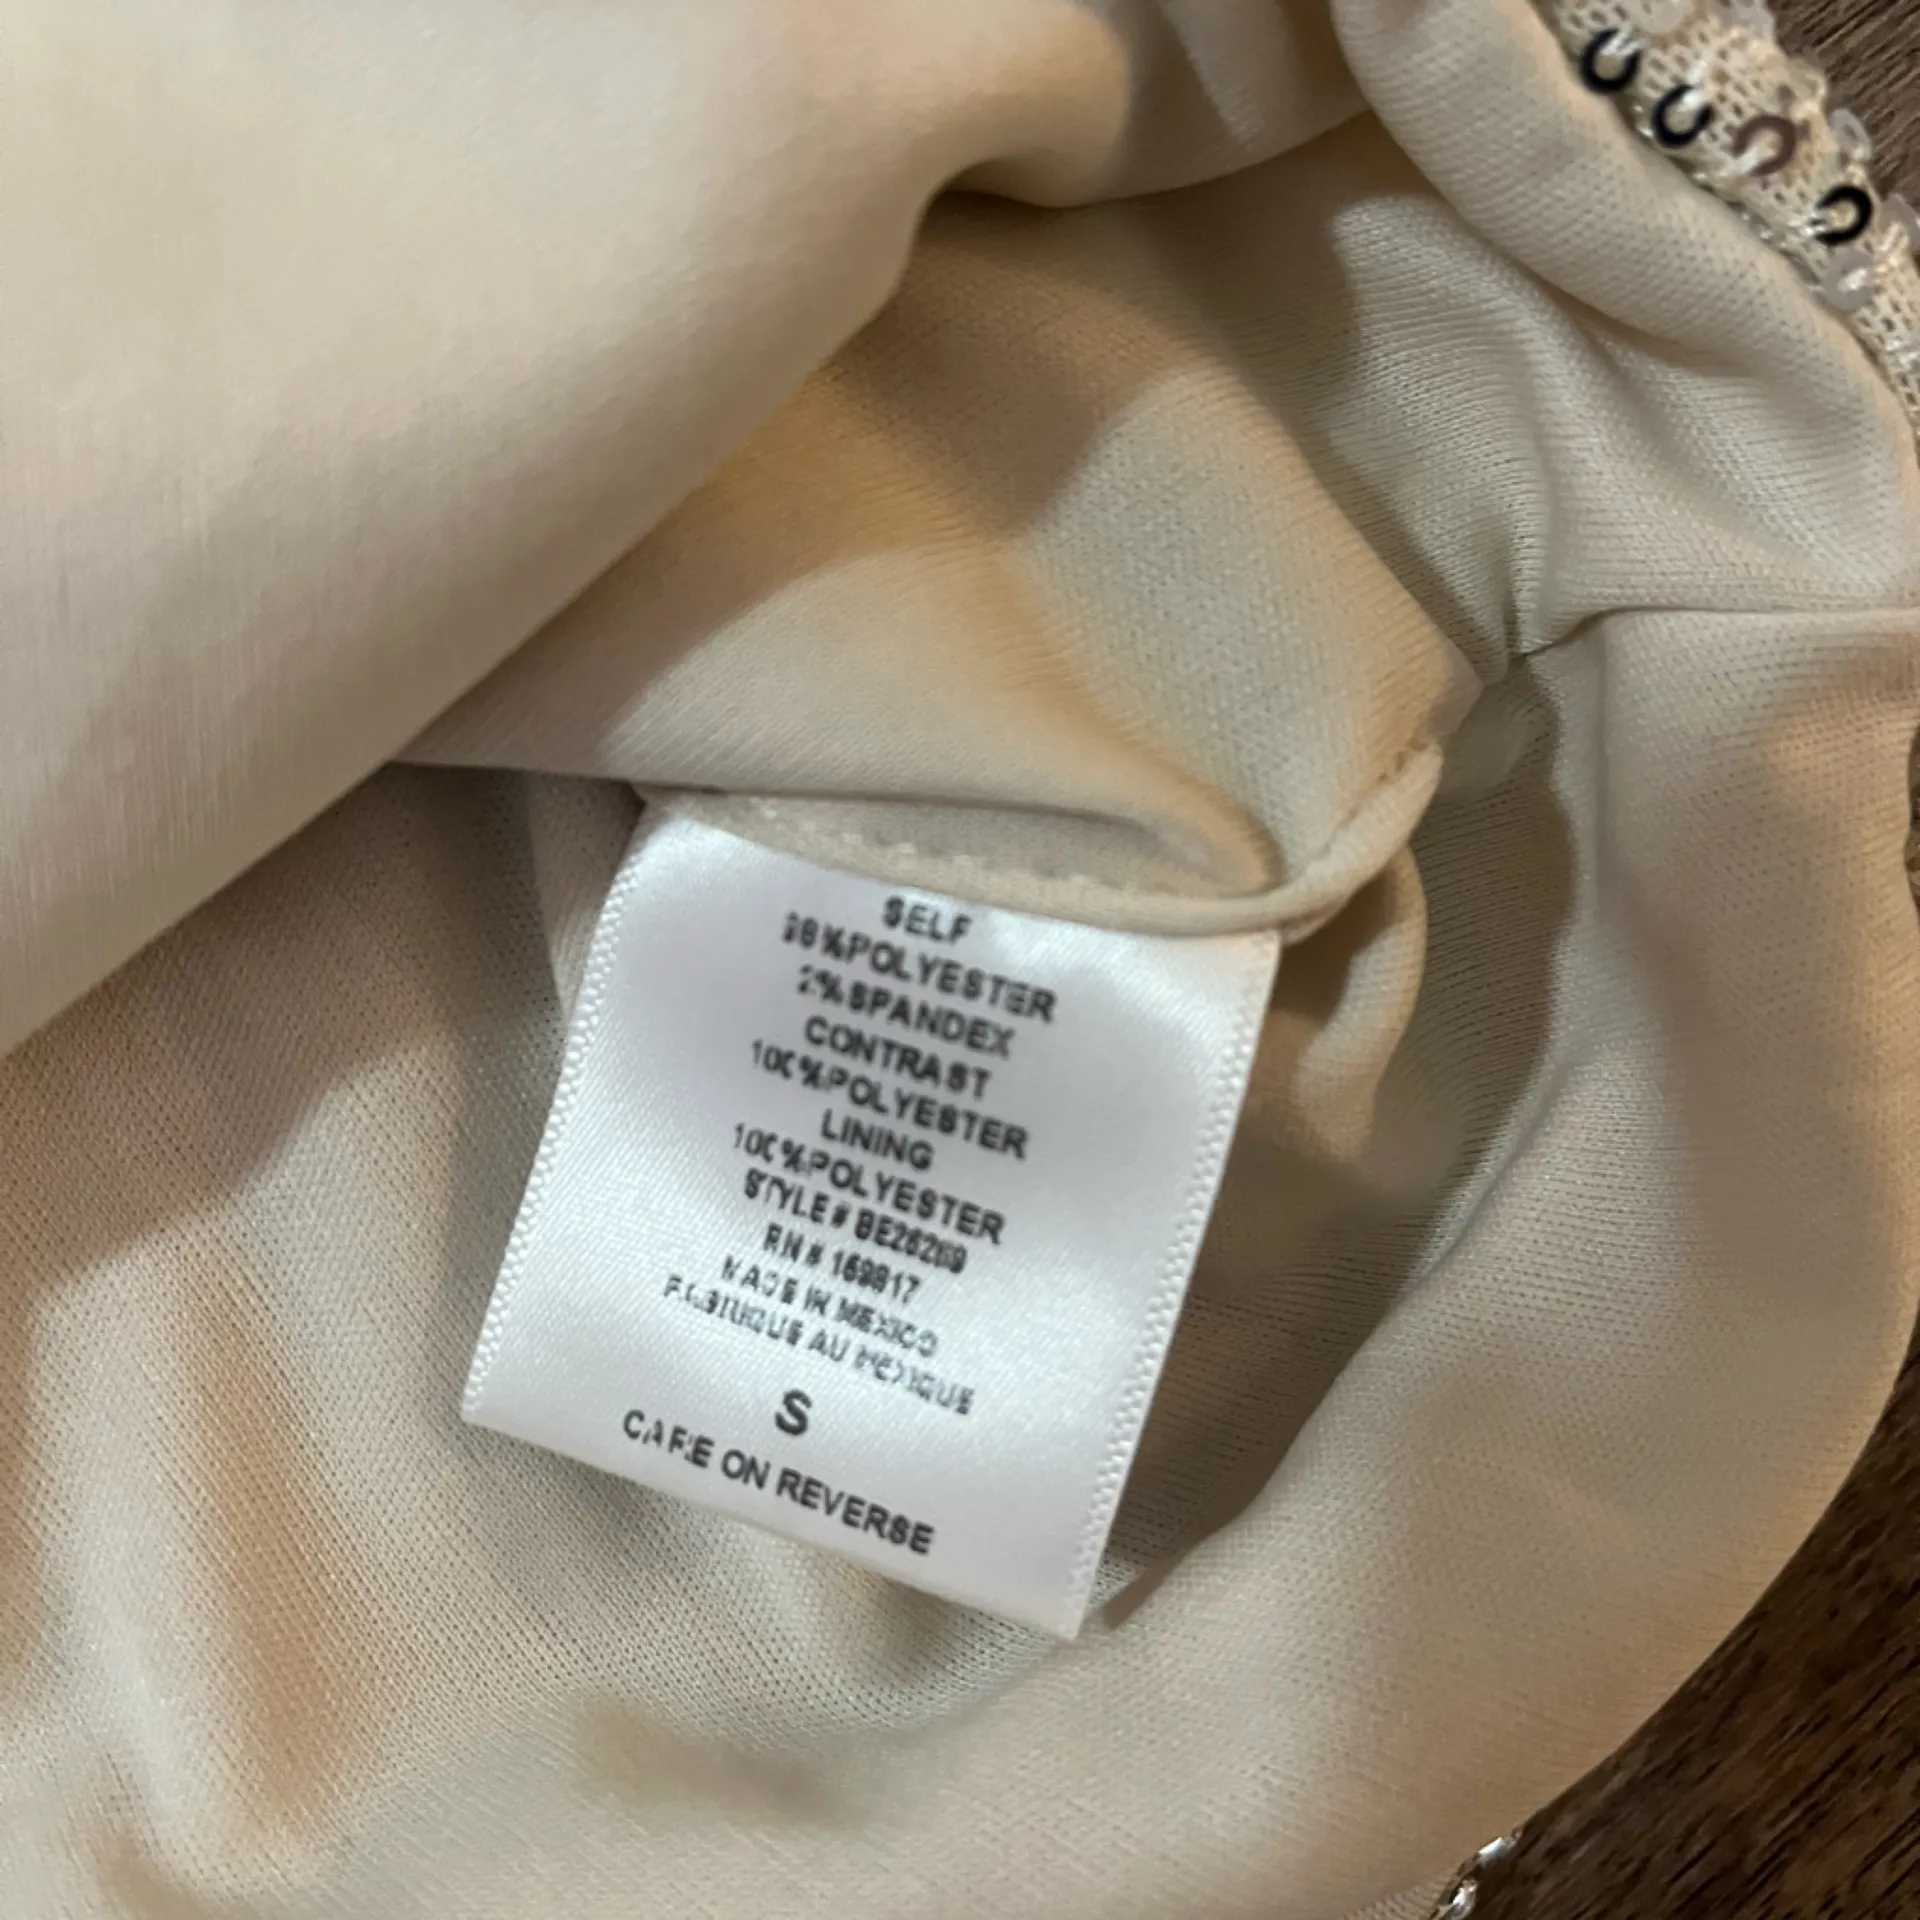 SELF
98%POLYESTER
2%SPANDEX
CONTRAST
100%POLYESTER
LINING
100%POLYESTER
STYLE# BE26209
RN# 169817
MADE IN MEXICO
FABRIQUE AU MEXIQUE
S
CARE ON REVERSE